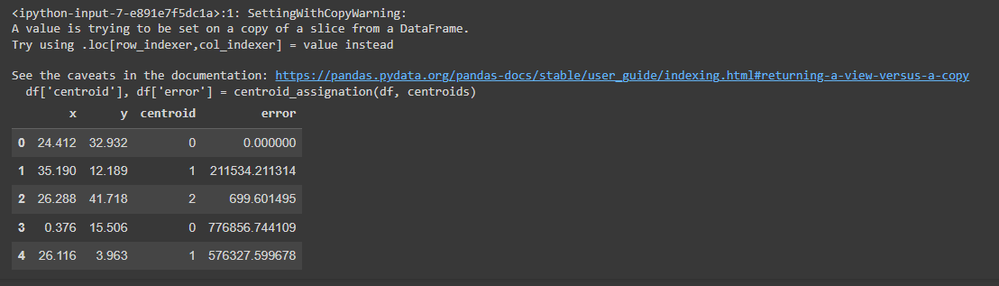 <ipython-input-7-e891e7f5dc1a>:1: SettingWithCopyWarning:
A value is trying to be set on a copy of a slice from a DataFrame.
Try using .loc[row_indexer,col_indexer] = value instead
See the caveats in the documentation: https://pandas.pydata.org/pandas-docs/stable/user_guide/indexing.html#returning-a-view-versus-a-copy
df['centroid'], df['error'] = centroid_assignation(df, centroids)
x y centroid error
0 24.412 32.932 0 0.000000
1 35.190 12.189 1 211534.211314
2 26.288 41.718 2 699.601495
3 0.376 15.506 0 776856.744109
4 26.116 3.963 1 576327.599678